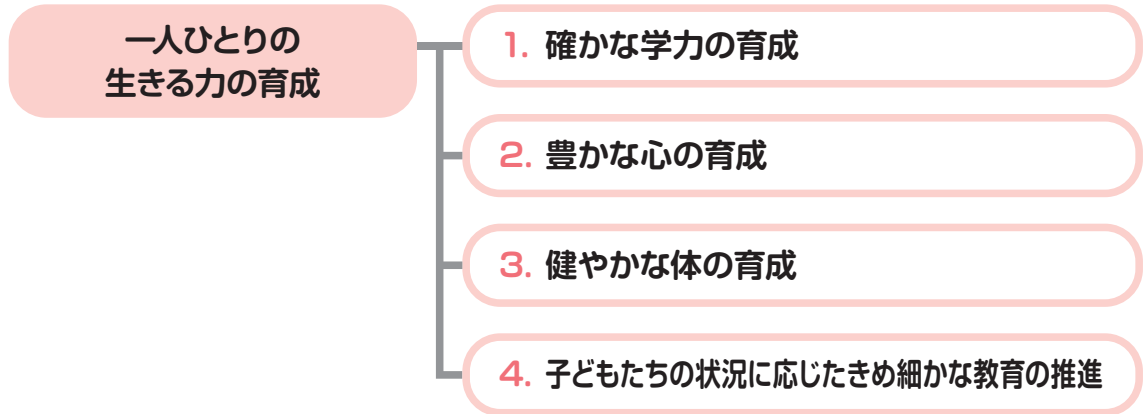 一人ひとりの
生きる力の育成
1. 確かな学力の育成
2. 豊かな心の育成
3. 健やかな体の育成
4. 子どもたちの状況に応じたきめ細かな教育の推進